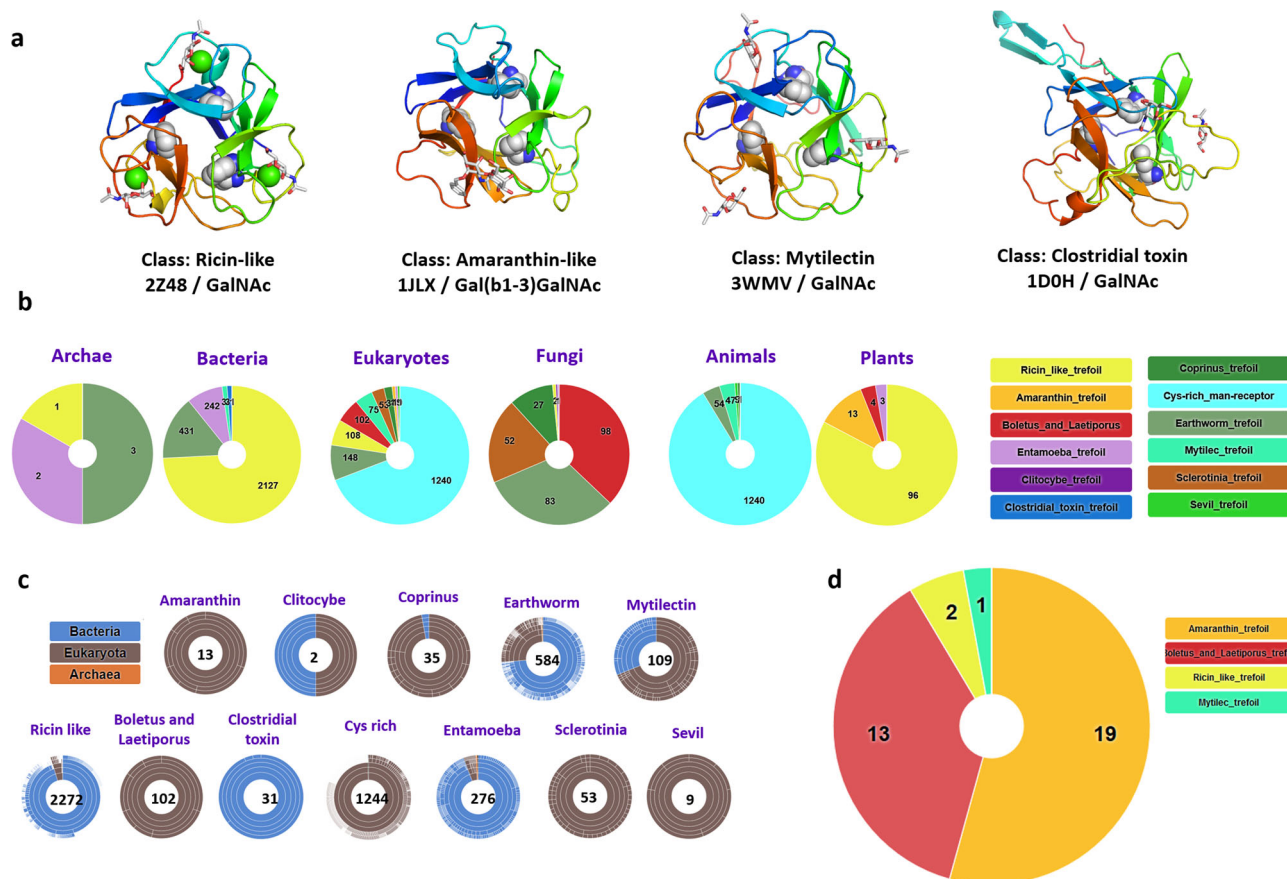 a
Class: Ricin-like
2Z48 / GalNAc
Class: Amaranthin-like
1JLX / Gal(b1-3)GalNAc
Class: Mytilectin
3WMV / GalNAc
Class: Clostridial toxin
1D0H / GalNAc
b
Archae
Bacteria
Eukaryotes
Fungi
Animals
Plants
1
2
3
242
431
2127
75
102
108
148
1240
27
52
98
83
54
47
1240
13
4
3
96
Ricin_like_trefoil
Amaranthin_trefoil
Boletus_and_Laetiporus
Entamoeba_trefoil
Clitocybe_trefoil
Clostridial_toxin_trefoil
Coprinus_trefoil
Cys-rich_man-receptor
Earthworm_trefoil
Mytilec_trefoil
Sclerotinia_trefoil
Sevil_trefoil
c
Bacteria
Eukaryota
Archaea
Amaranthin
13
Clitocybe
2
Coprinus
35
Earthworm
584
Mytilectin
109
Ricin like
2272
Boletus and
Laetiporus
102
Clostridial
toxin
31
Cys rich
1244
Entamoeba
276
Sclerotinia
53
Sevil
9
d
1
2
13
19
Amaranthin_trefoil
Boletus_and_Laetiporus_tref
Ricin_like_trefoil
Mytilec_trefoil